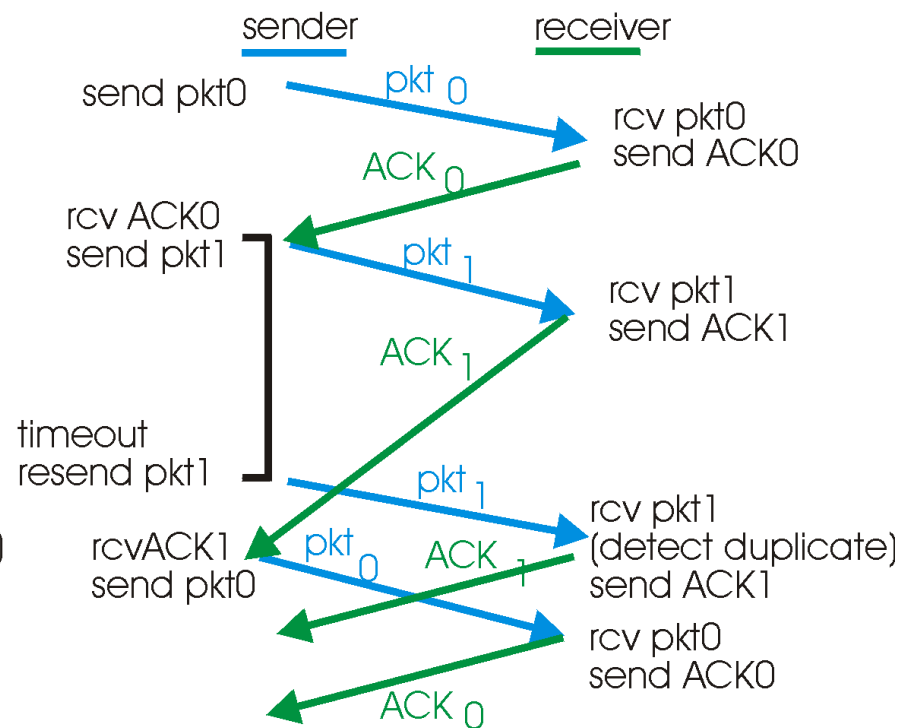 sender
receiver
send pkt0
pkt 0
rcv pkt0
send ACK0
ACK 0
rcv ACK0
send pkt1
pkt 1
rcv pkt1
send ACK1
ACK 1
timeout
resend pkt1
pkt 1
rcv pkt1
(detect duplicate)
send ACK1
)
rcvACK1
send pkt0
pkt 0
ACK 1
rcv pkt0
send ACK0
ACK 0